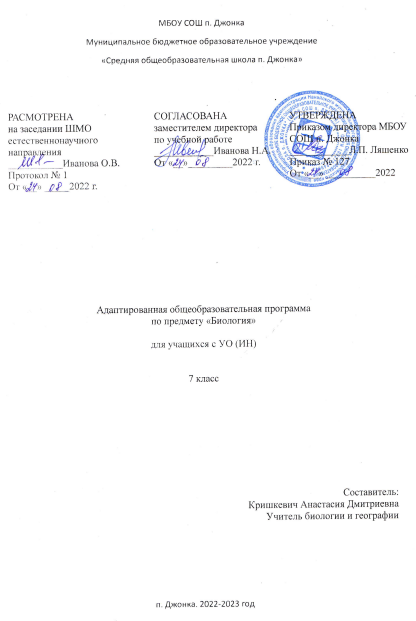 МБОУ СОШ п. Джонка
Муниципальное бюджетное образовательное учреждение
«Средняя общеобразовательная школа п. Джонка»
РАСМОТРЕНА
на заседании ШМО
естественнонаучного
направления
Иванова О.В.
Протокол № 1
От «24» 08 2022 г.
СОГЛАСОВАНА
заместителем директора
по учебной работе
Иванова Н.А
От «24» 08 2022 г.
УТВЕРЖДЕНА
Приказом директора МБОУ
СОШ п. Джонка
Л.П. Ляшенко
Приказ № 127
От «24» 08 2022
Адаптированная общеобразовательная программа
по предмету «Биология»
для учащихся с УО (ИН)
7 класс
Составитель:
Кришкевич Анастасия Дмитриевна
Учитель биологии и географии
п. Джонка. 2022-2023 год